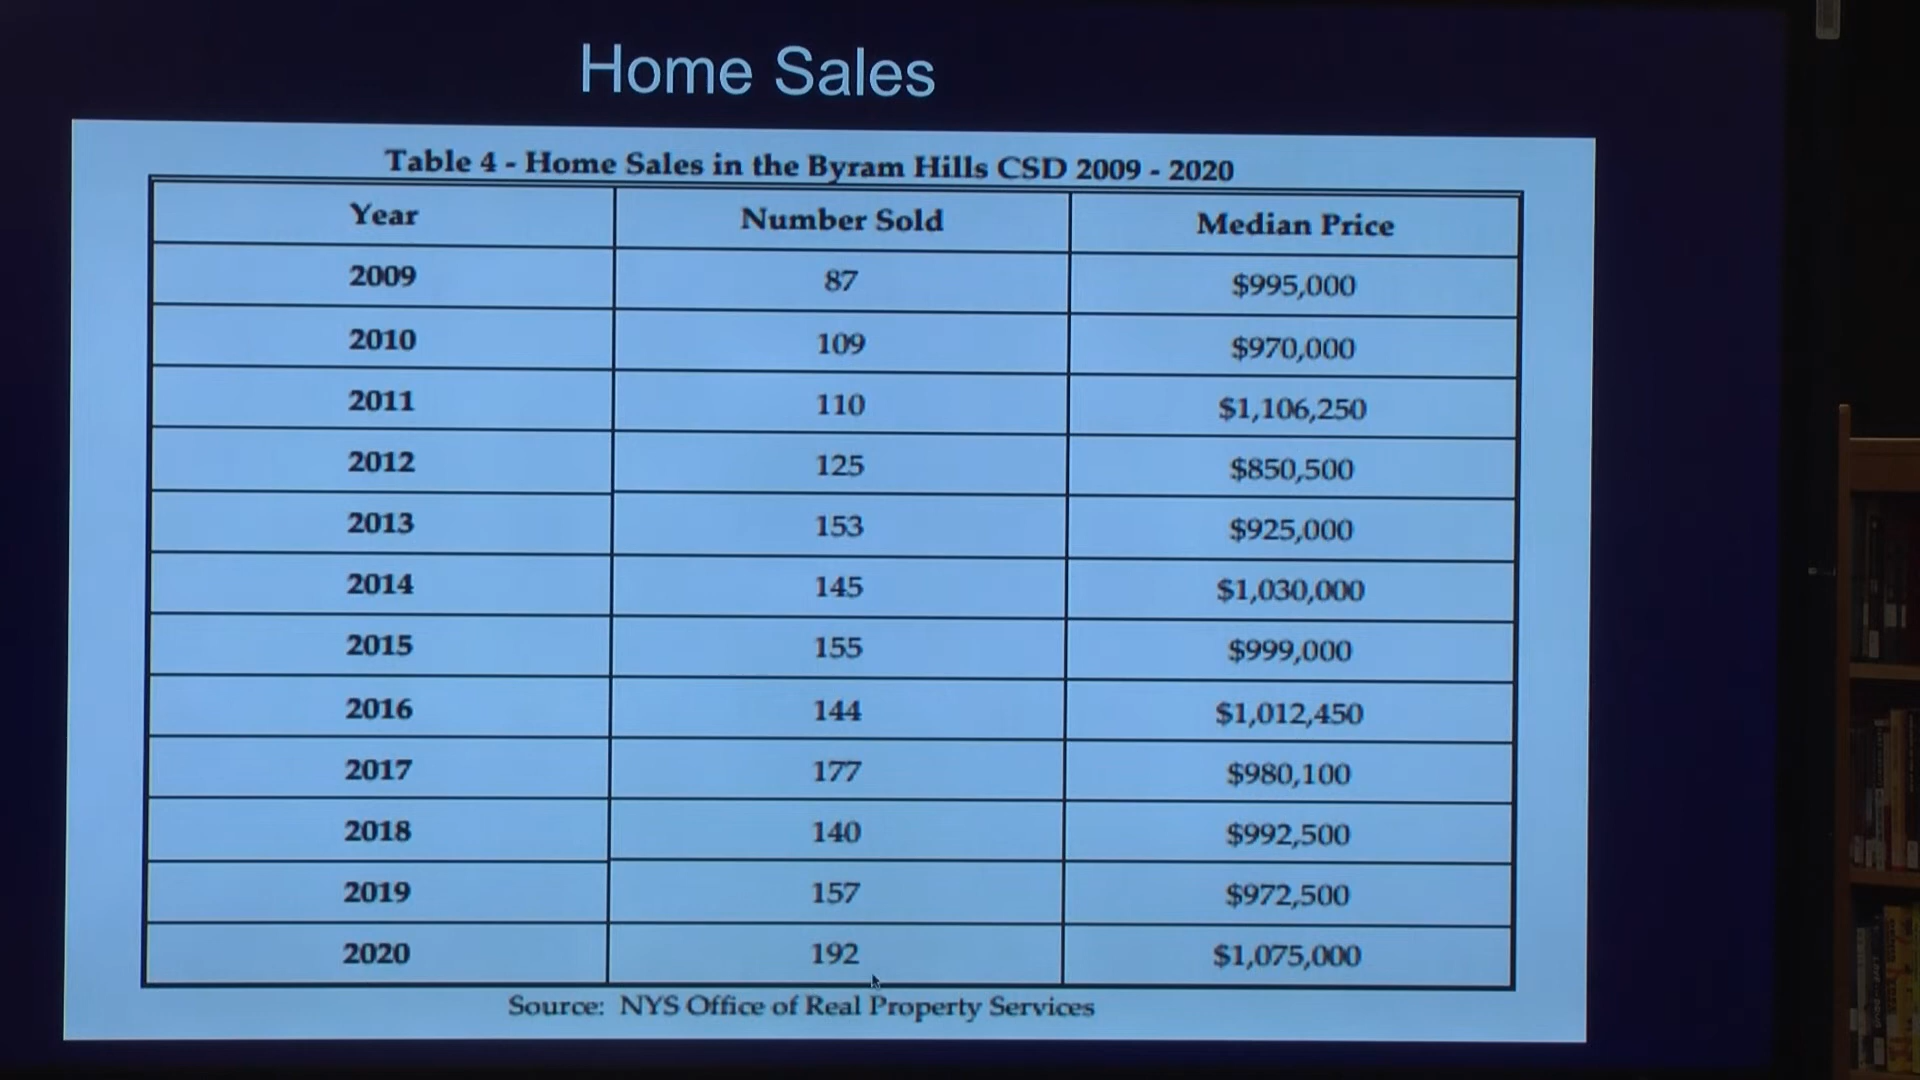 Home Sales
Table 4 - Home Sales in the Byram Hills CSD 2009 - 2020
Year Number Sold Median Price
2009 87 $995,000
2010 109 $970,000
2011 110 $1,106,250
2012 125 $850,500
2013 153 $925,000
2014 145 $1,030,000
2015 155 $999,000
2016 144 $1,012,450
2017 177 $980,100
2018 140 $992,500
2019 157 $972,500
2020 192 $1,075,000
Source: NYS Office of Real Property Services